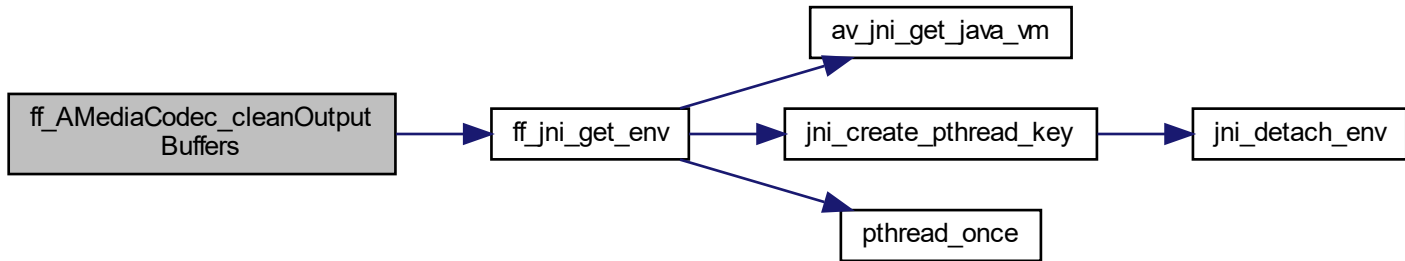 ff_AMediaCodec_cleanOutput
Buffers
ff_jni_get_env
av_jni_get_java_vm
jni_create_pthread_key
jni_detach_env
pthread_once